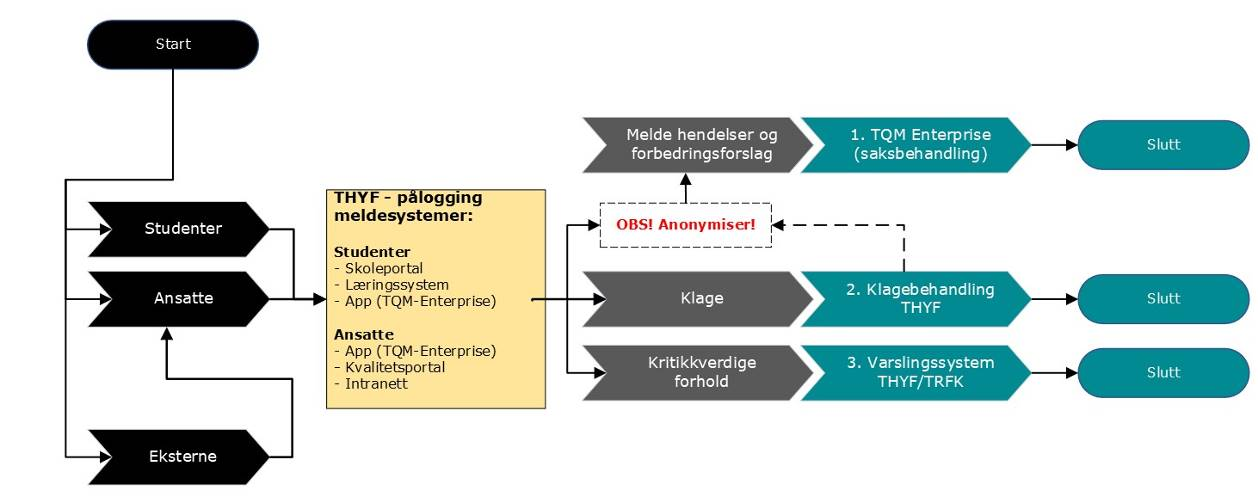 Start
Studenter
Ansatte
Eksterne
THYF - pålogging
meldesystemer:
Studenter
- Skoleportal
- Læringssystem
- App (TQM-Enterprise)
Ansatte
- App (TQM-Enterprise)
- Kvalitetsportal
- Intranett
Melde hendelser og
forbedringsforslag
1. TQM Enterprise
(saksbehandling)
Slutt
OBS! Anonymiser!
Klage
2. Klagebehandling
THYF
Slutt
Kritikkverdige
forhold
3. Varslingssystem
THYF/TRFK
Slutt